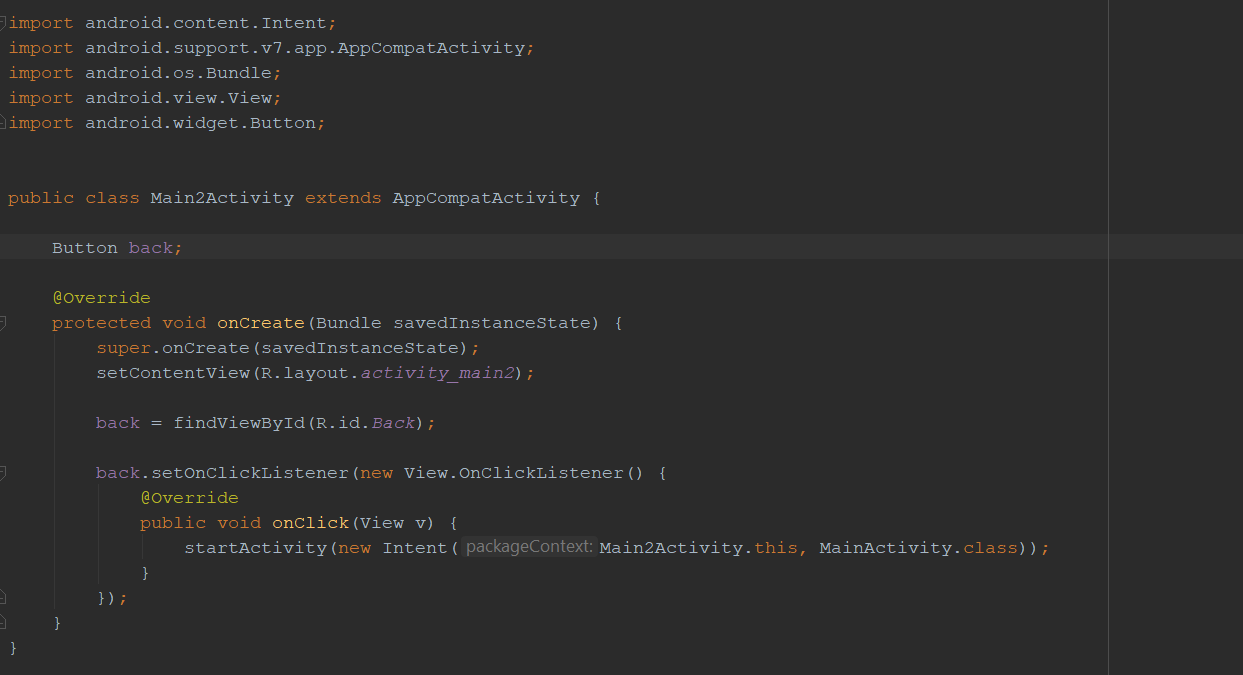 import android.content.Intent;
import android.support.v7.app.AppCompatActivity;
import android.os.Bundle;
import android.view.View;
import android.widget.Button;
public class Main2Activity extends AppCompatActivity {
Button back;
@Override
protected void onCreate(Bundle savedInstanceState) {
super.onCreate(savedInstanceState);
setContentView(R.layout.activity_main2);
back = findViewById(R.id.Back);
back.setOnClickListener(new View.OnClickListener() {
@Override
public void onClick(View v) {
startActivity(new Intent( packageContext: Main2Activity.this, MainActivity.class));
}
});
}
}